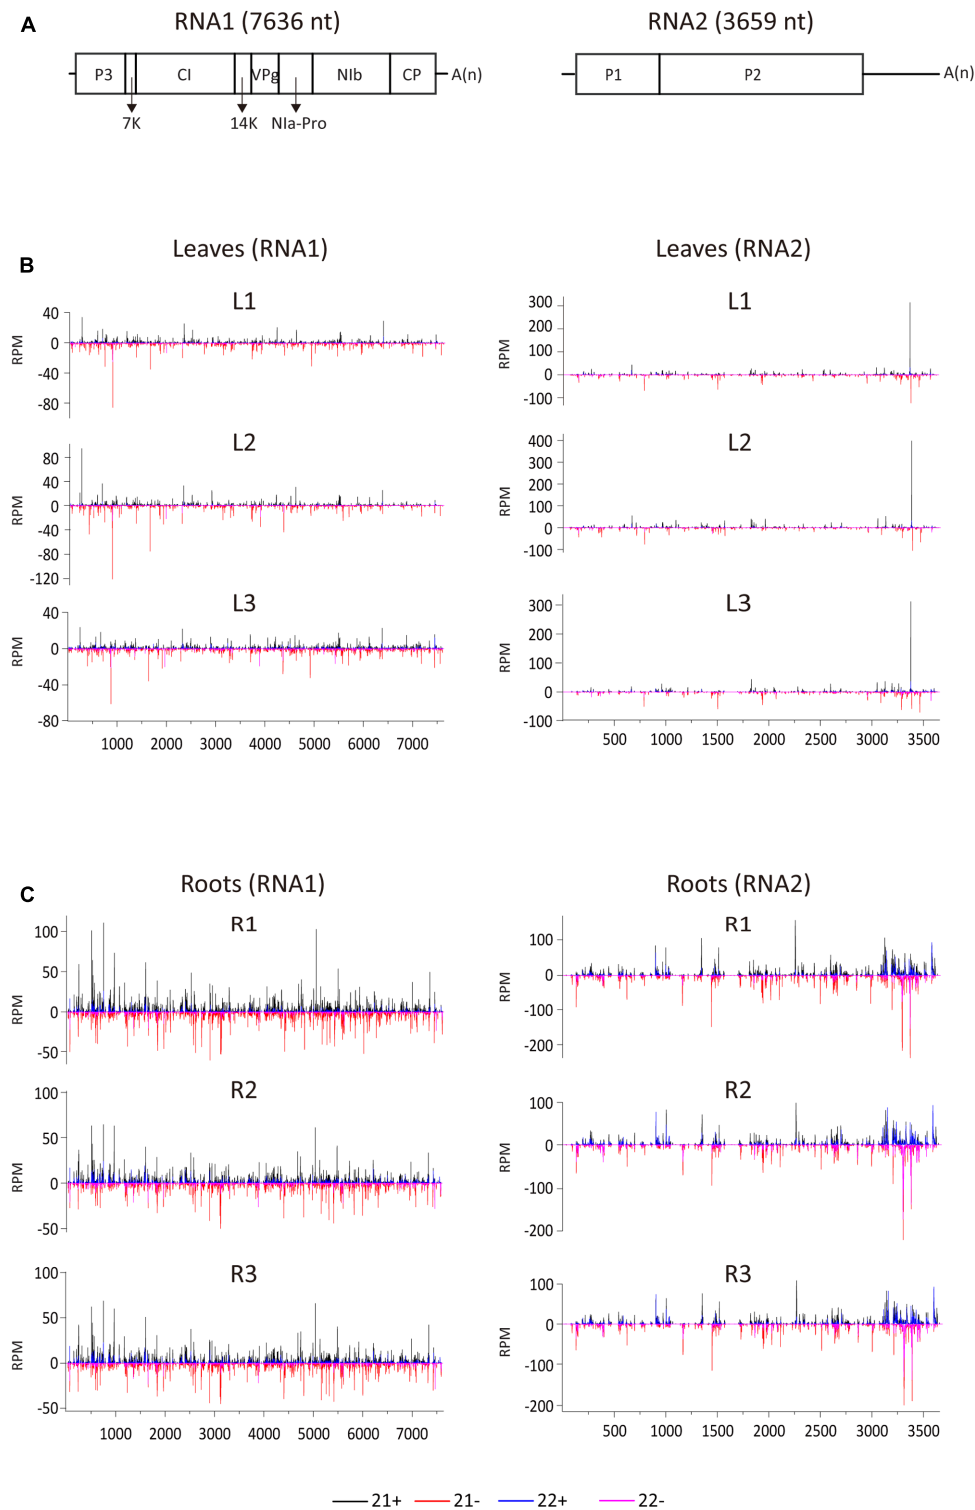 A
RNA1 (7636 nt)
RNA2 (3659 nt)
P3 CI VPg NIb CP A(n)
7K 14K NIa-Pro
P1 P2 A(n)
B
Leaves (RNA1)
Leaves (RNA2)
L1
RPM
40
0
-40
-80
L1
RPM
300
200
100
0
-100
L2
RPM
80
40
0
-40
-80
-120
L2
RPM
400
300
200
100
0
-100
L3
RPM
40
0
-40
-80
1000 2000 3000 4000 5000 6000 7000
L3
RPM
300
200
100
0
-100
500 1000 1500 2000 2500 3000 3500
C
Roots (RNA1)
Roots (RNA2)
R1
RPM
100
50
0
-50
R1
RPM
100
0
-100
-200
R2
RPM
100
50
0
-50
R2
RPM
100
0
-100
-200
R3
RPM
100
50
0
-50
1000 2000 3000 4000 5000 6000 7000
R3
RPM
100
0
-100
-200
500 1000 1500 2000 2500 3000 3500
21+ 21- 22+ 22-